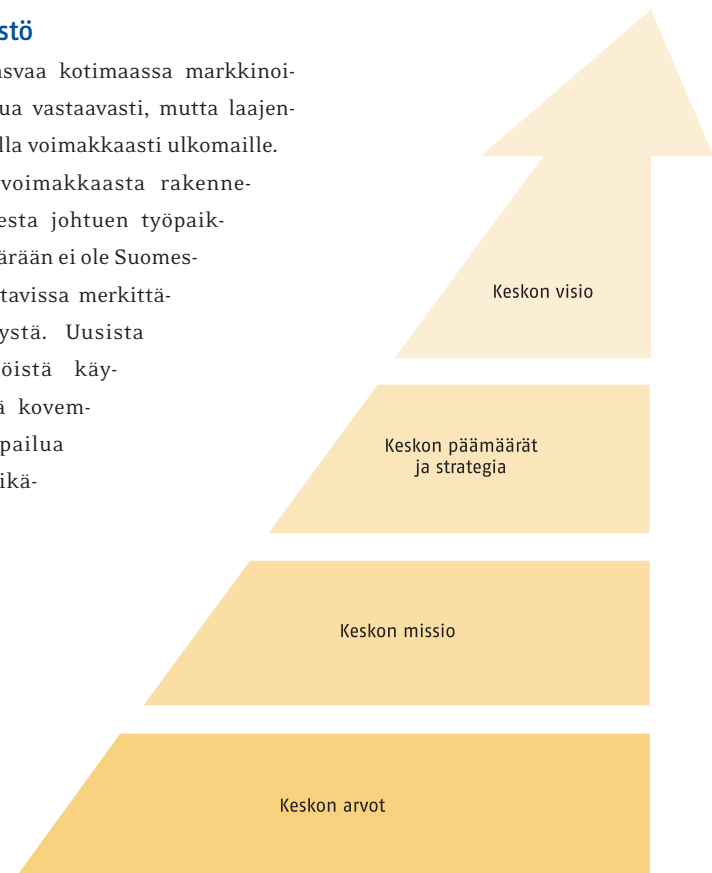 stö
svaa kotimaassa markkinoi-
ua vastaavasti, mutta laajen-
lla voimakkaasti ulkomaille.
voimakkaasta rakenne-
esta johtuen työpaik-
ärään ei ole Suomes-
tavissa merkittä-
ystä. Uusista
öistä käy-
ä kovem-
pailua
ikä-
Keskon visio
Keskon päämäärät
ja strategia
Keskon missio
Keskon arvot